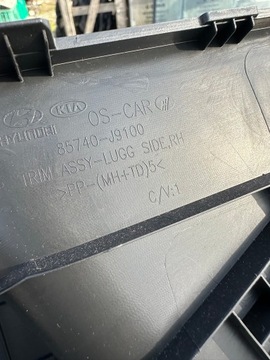 KIA OS-CAR
HYUNDAI 85740-J9100
TRIM ASSY-LUGG SIDE,RH
>PP-(MH+TD)5<
C/V:1